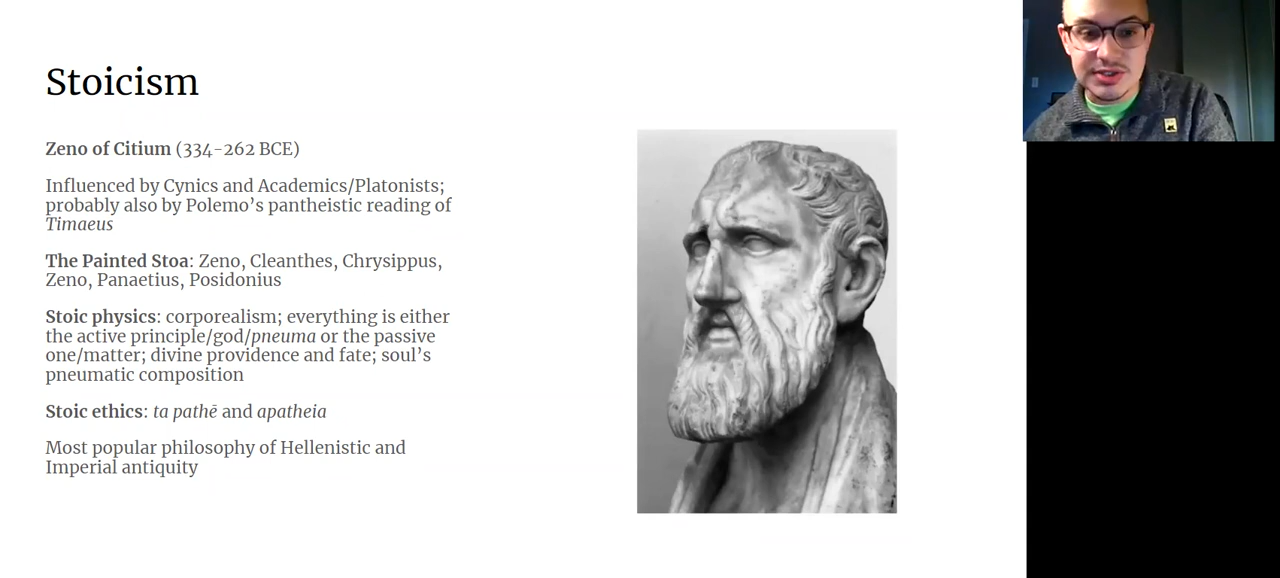 Stoicism
Zeno of Citium (334-262 BCE)
Influenced by Cynics and Academics/Platonists;
probably also by Polemo's pantheistic reading of
Timaeus
The Painted Stoa: Zeno, Cleanthes, Chrysippus,
Zeno, Panaetius, Posidonius
Stoic physics: corporealism; everything is either
the active principle/god/pneuma or the passive
one/matter; divine providence and fate; soul's
pneumatic composition
Stoic ethics: ta pathē and apatheia
Most popular philosophy of Hellenistic and
Imperial antiquity